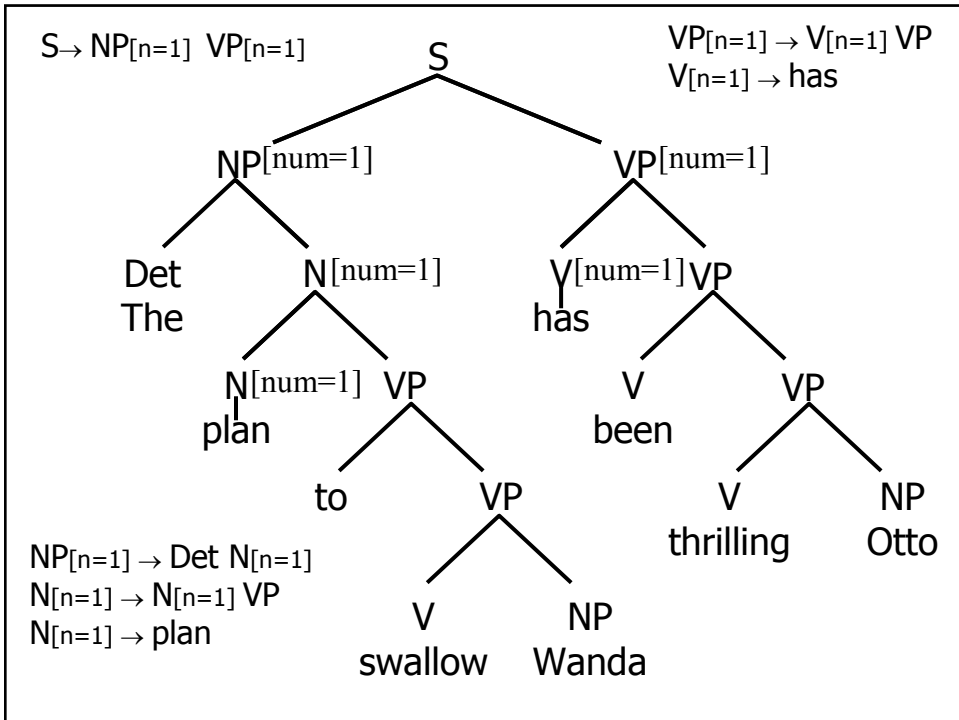 S→ NP[n=1] VP[n=1]
VP[n=1] → V[n=1] VP
V[n=1] → has
S
NP[num=1] VP[num=1]
Det N[num=1] V[num=1] VP
The has
N[num=1] VP V VP
plan been
to VP V NP
thrilling Otto
NP[n=1] → Det N[n=1]
N[n=1] → N[n=1] VP
N[n=1] → plan
V NP
swallow Wanda